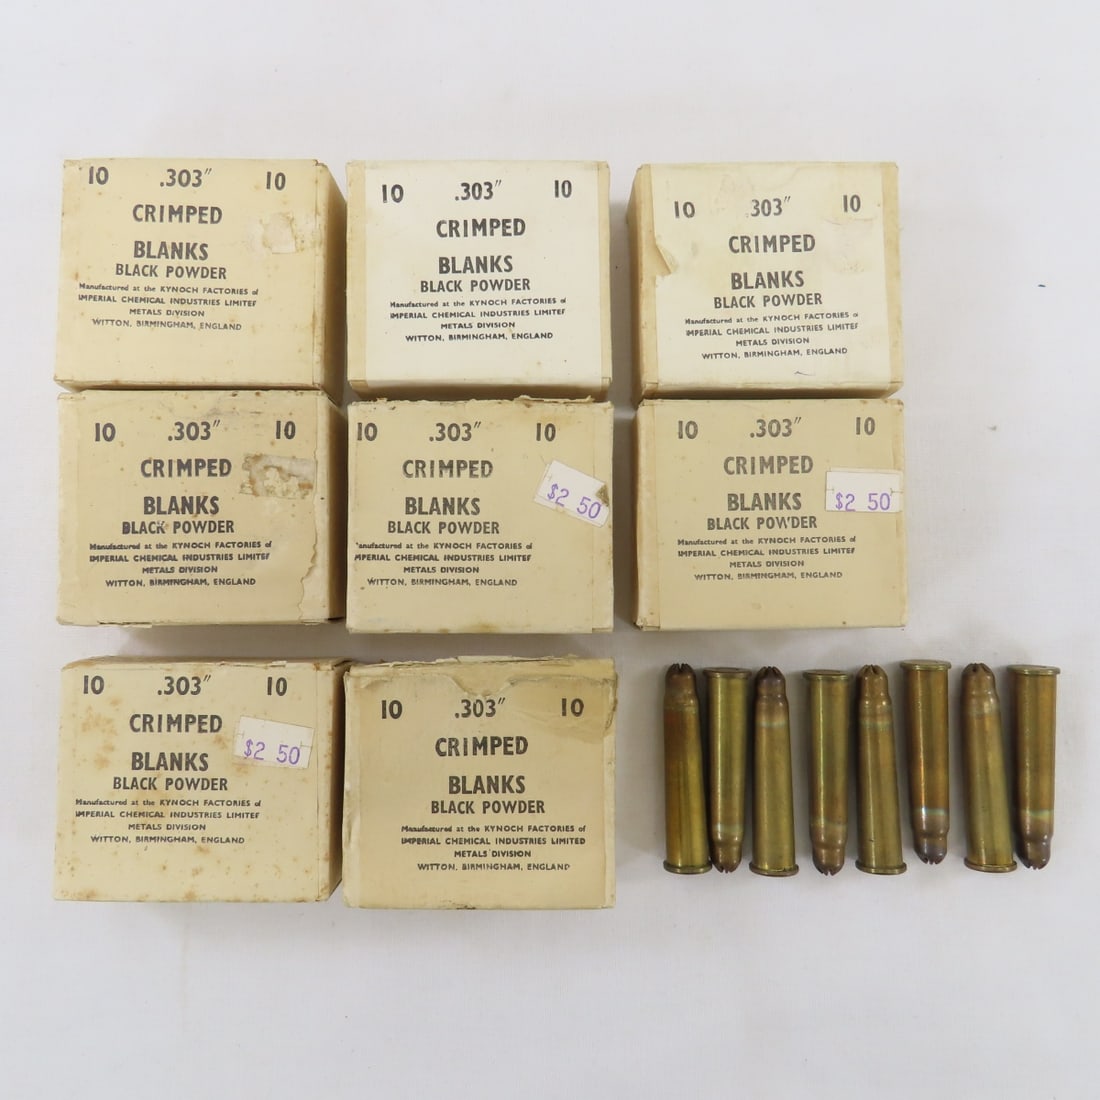 10 .303" 10
CRIMPED
BLANKS
BLACK POWDER
Manufactured at the KYNOCH FACTORIES of
IMPERIAL CHEMICAL INDUSTRIES LIMITED
METALS DIVISION
WITTON, BIRMINGHAM, ENGLAND
10 .303" 10
CRIMPED
BLANKS
BLACK POWDER
Manufactured at the KYNOCH FACTORIES of
IMPERIAL CHEMICAL INDUSTRIES LIMITED
METALS DIVISION
WITTON, BIRMINGHAM, ENGLAND
10 303" 10
CRIMPED
BLANKS
BLACK POWDER
Manufactured at the KYNOCH FACTORIES of
IMPERIAL CHEMICAL INDUSTRIES LIMITED
METALS DIVISION
WITTON, BIRMINGHAM, ENGLAND
10 .303" 10
CRIMPED
BLANKS
BLACK POWDER
Manufactured at the KYNOCH FACTORIES of
IMPERIAL CHEMICAL INDUSTRIES LIMITED
METALS DIVISION
WITTON, BIRMINGHAM, ENGLAND
10 .303" 10
CRIMPED
$2 50
BLANKS
BLACK POWDER
anufactured at the KYNOCH FACTORIES of
MPERIAL CHEMICAL INDUSTRIES LIMITED
METALS DIVISION
WITTON, BIRMINGHAM, ENGLAND
10 .303" 10
CRIMPED
$2 50
BLANKS
BLACK POWDER
Manufactured at the KYNOCH FACTORIES of
IMPERIAL CHEMICAL INDUSTRIES LIMITED
METALS DIVISION
WITTON, BIRMINGHAM, ENGLAND
10 .303" 10
CRIMPED
$2 50
BLANKS
BLACK POWDER
Manufactured at the KYNOCH FACTORIES of
IMPERIAL CHEMICAL INDUSTRIES LIMITED
METALS DIVISION
WITTON, BIRMINGHAM, ENGLAND
10 .303" 10
CRIMPED
BLANKS
BLACK POWDER
Manufactured at the KYNOCH FACTORIES of
IMPERIAL CHEMICAL INDUSTRIES LIMITED
METALS DIVISION
WITTON, BIRMINGHAM, ENGLAND